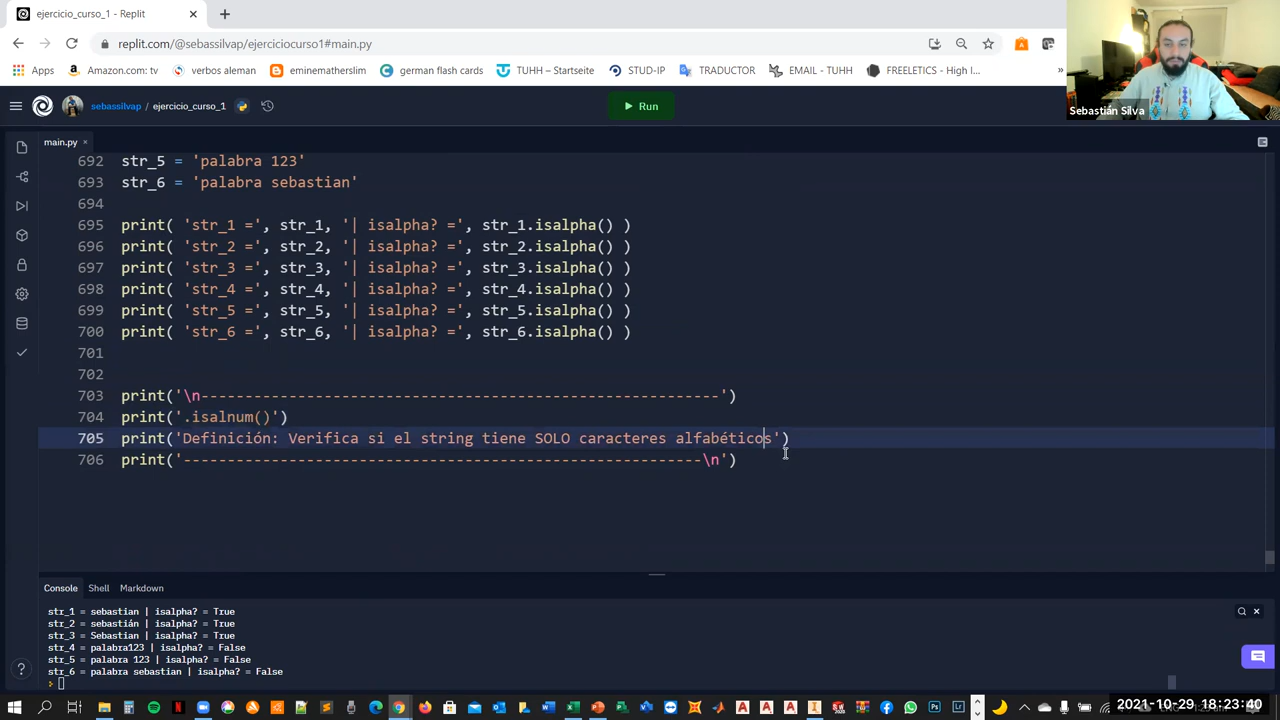 ejercicio_curso_1 - Replit
replit.com/@sebassilvap/ejerciciocurso1#main.py
Apps
Amazon.com: tv
verbos aleman
eminematherslim
german flash cards
TUHH – Startseite
STUD-IP
TRADUCTOR
EMAIL - TUHH
FREELETICS - High I...
»
Sebastián Silva
sebassilvap / ejercicio_curso_1
Run
main.py
692 str_5 = 'palabra 123'
693 str_6 = 'palabra sebastian'
694
695 print( 'str_1 =', str_1, '| isalpha? =', str_1.isalpha() )
696 print( 'str_2 =', str_2, '| isalpha? =', str_2.isalpha() )
697 print( 'str_3 =', str_3, '| isalpha? =', str_3.isalpha() )
698 print( 'str_4 =', str_4, '| isalpha? =', str_4.isalpha() )
699 print( 'str_5 =', str_5, '| isalpha? =', str_5.isalpha() )
700 print( 'str_6 =', str_6, '| isalpha? =', str_6.isalpha() )
701
702
703 print('\n-----------------------------------------------------------')
704 print('.isalnum()')
705 print('Definición: Verifica si el string tiene SOLO caracteres alfabéticos')
706 print('-----------------------------------------------------------\n')
Console
Shell
Markdown
str_1 = sebastian | isalpha? = True
str_2 = sebastián | isalpha? = True
str_3 = Sebastian | isalpha? = True
str_4 = palabra123 | isalpha? = False
str_5 = palabra 123 | isalpha? = False
str_6 = palabra sebastian | isalpha? = False
2021-10-29 18:23:40